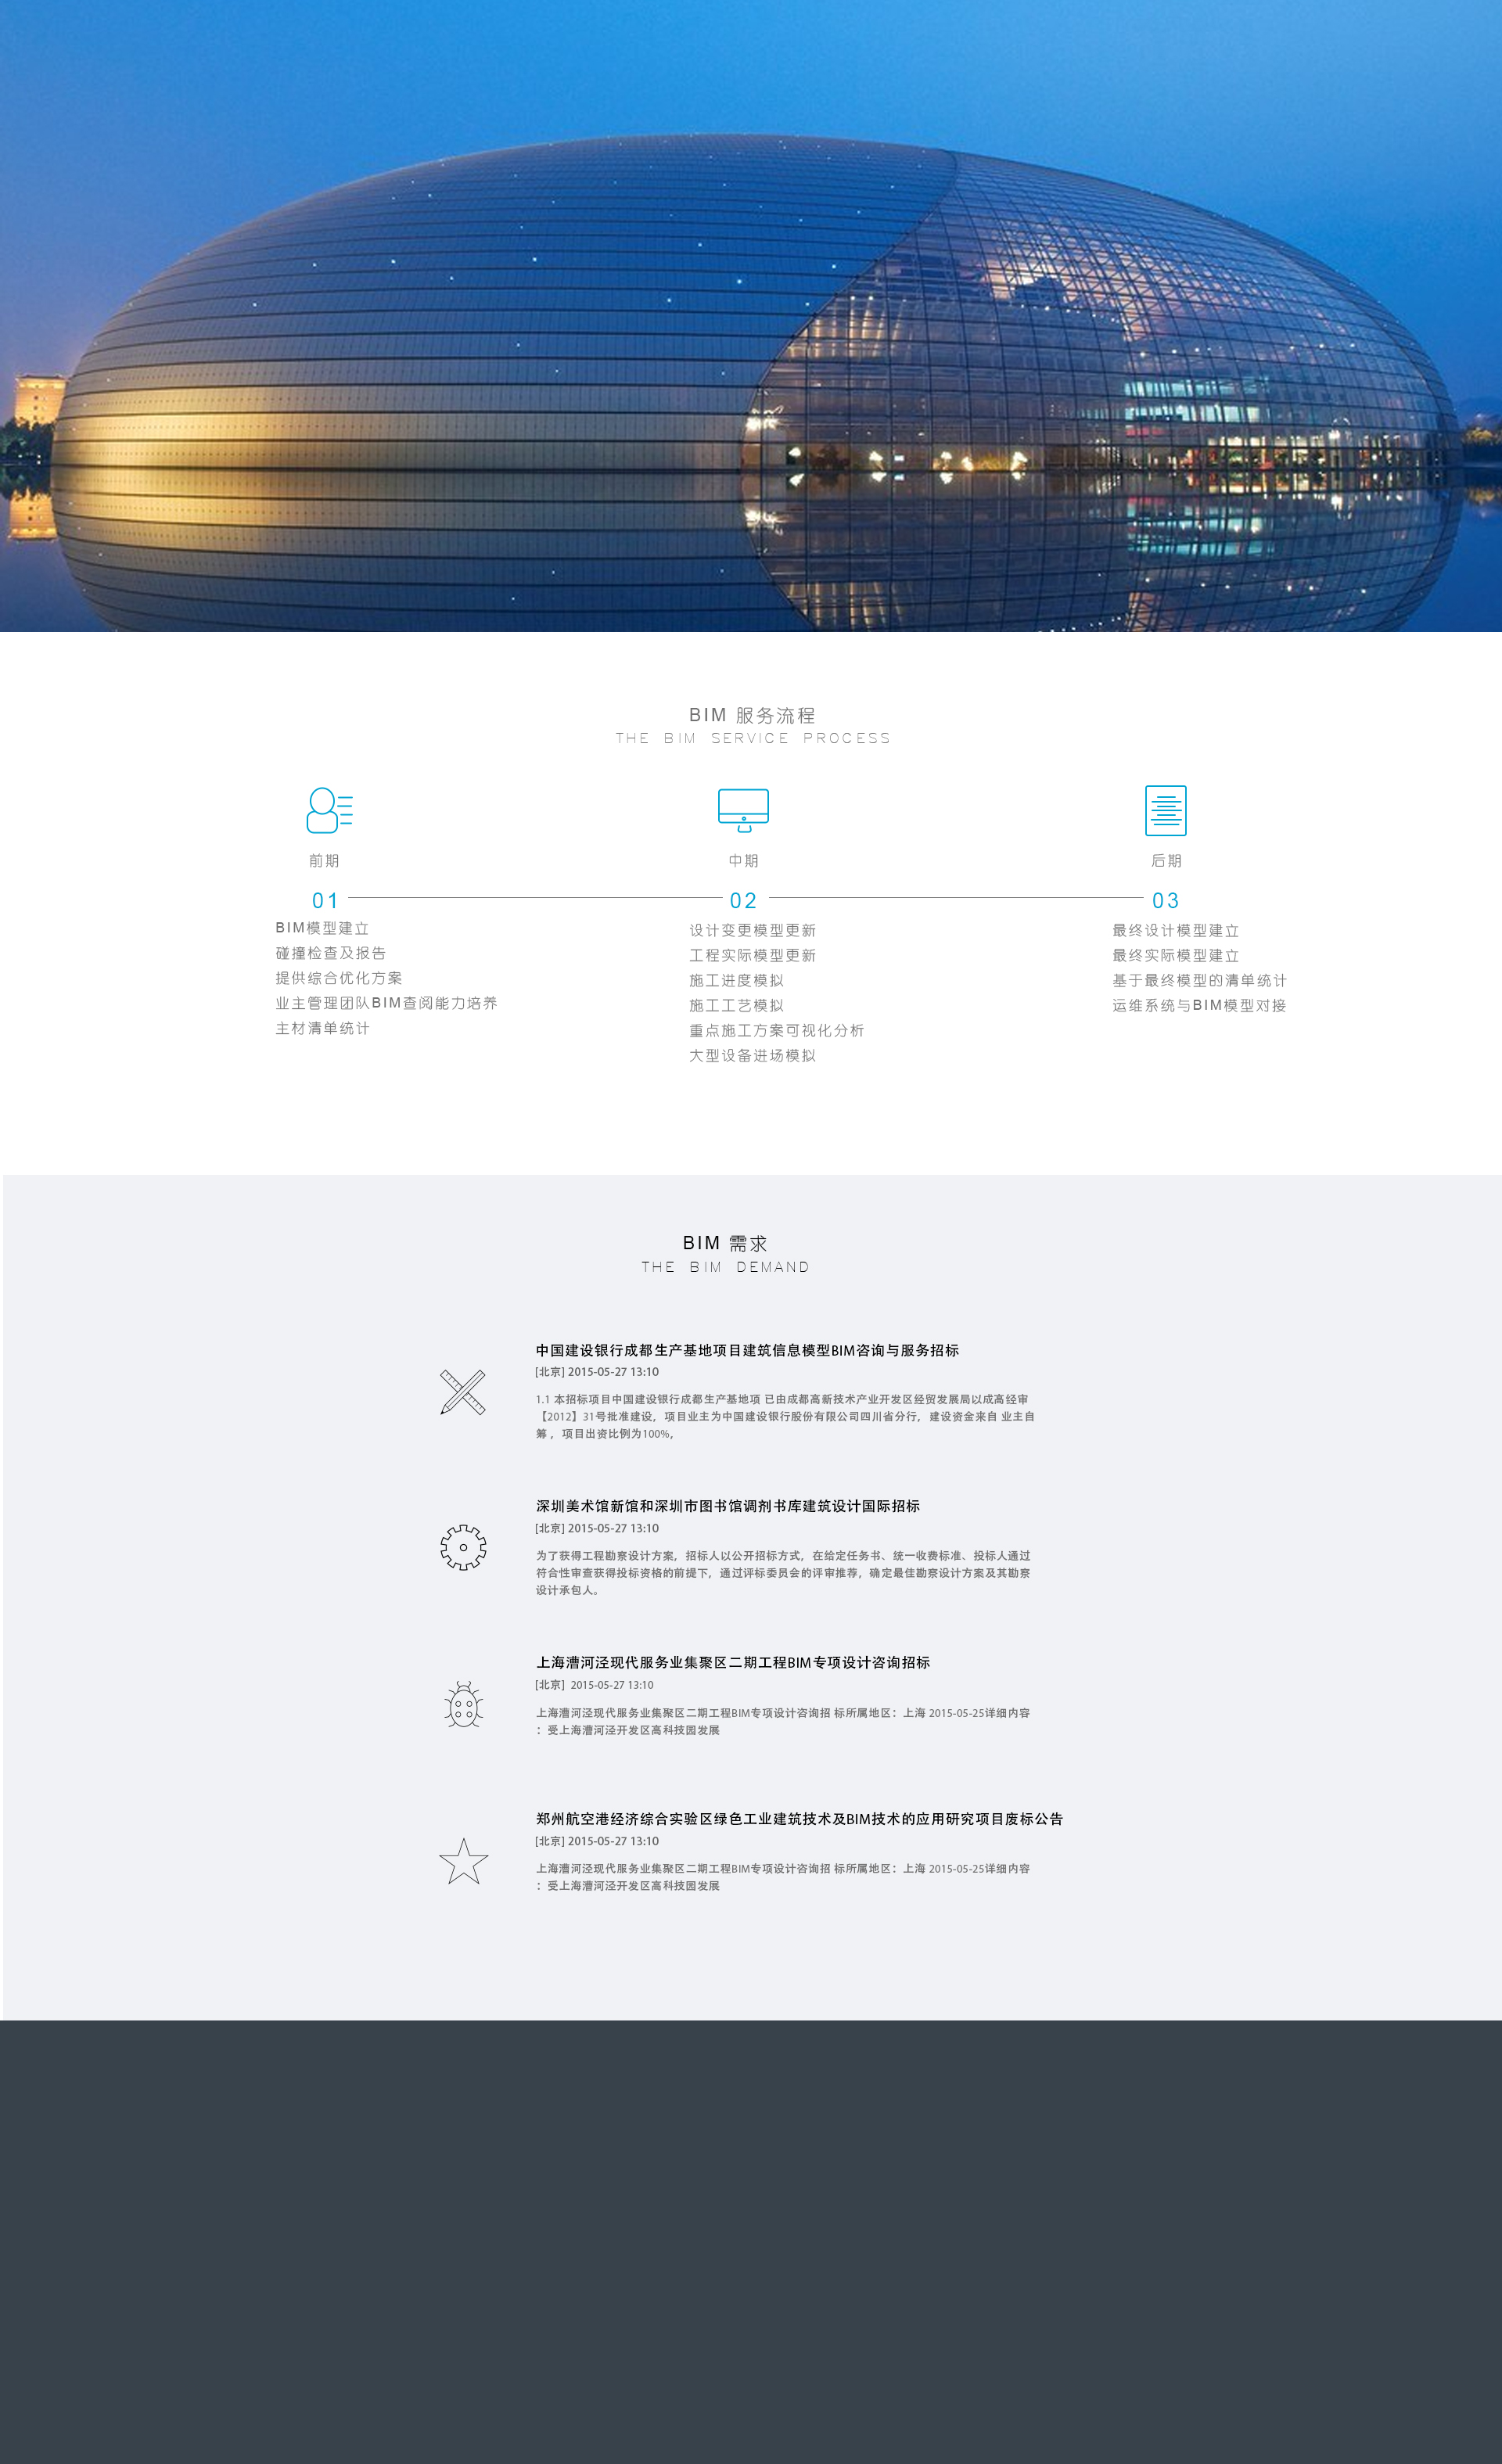 BIM 服务流程
THE BIM SERVICE PROCESS
前期
中期
后期
01
02
03
BIM模型建立
碰撞检查及报告
提供综合优化方案
业主管理团队BIM查阅能力培养
主材清单统计
设计变更模型更新
工程实际模型更新
施工进度模拟
施工工艺模拟
重点施工方案可视化分析
大型设备进场模拟
最终设计模型建立
最终实际模型建立
基于最终模型的清单统计
运维系统与BIM模型对接
BIM 需求
THE BIM DEMAND
中国建设银行成都生产基地项目建筑信息模型BIM咨询与服务招标
[北京] 2015-05-27 13:10
1.1 本招标项目中国建设银行成都生产基地项 已由成都高新技术产业开发区经贸发展局以成高经审
【2012】31号批准建设，项目业主为中国建设银行股份有限公司四川省分行，建设资金来自 业主自
筹 ，项目出资比例为100%，
深圳美术馆新馆和深圳市图书馆调剂书库建筑设计国际招标
[北京] 2015-05-27 13:10
为了获得工程勘察设计方案，招标人以公开招标方式，在给定任务书、统一收费标准、投标人通过
符合性审查获得投标资格的前提下，通过评标委员会的评审推荐，确定最佳勘察设计方案及其勘察
设计承包人。
上海漕河泾现代服务业集聚区二期工程BIM专项设计咨询招标
[北京] 2015-05-27 13:10
上海漕河泾现代服务业集聚区二期工程BIM专项设计咨询招 标所属地区：上海 2015-05-25详细内容
：受上海漕河泾开发区高科技园发展
郑州航空港经济综合实验区绿色工业建筑技术及BIM技术的应用研究项目废标公告
[北京] 2015-05-27 13:10
上海漕河泾现代服务业集聚区二期工程BIM专项设计咨询招 标所属地区：上海 2015-05-25详细内容
：受上海漕河泾开发区高科技园发展